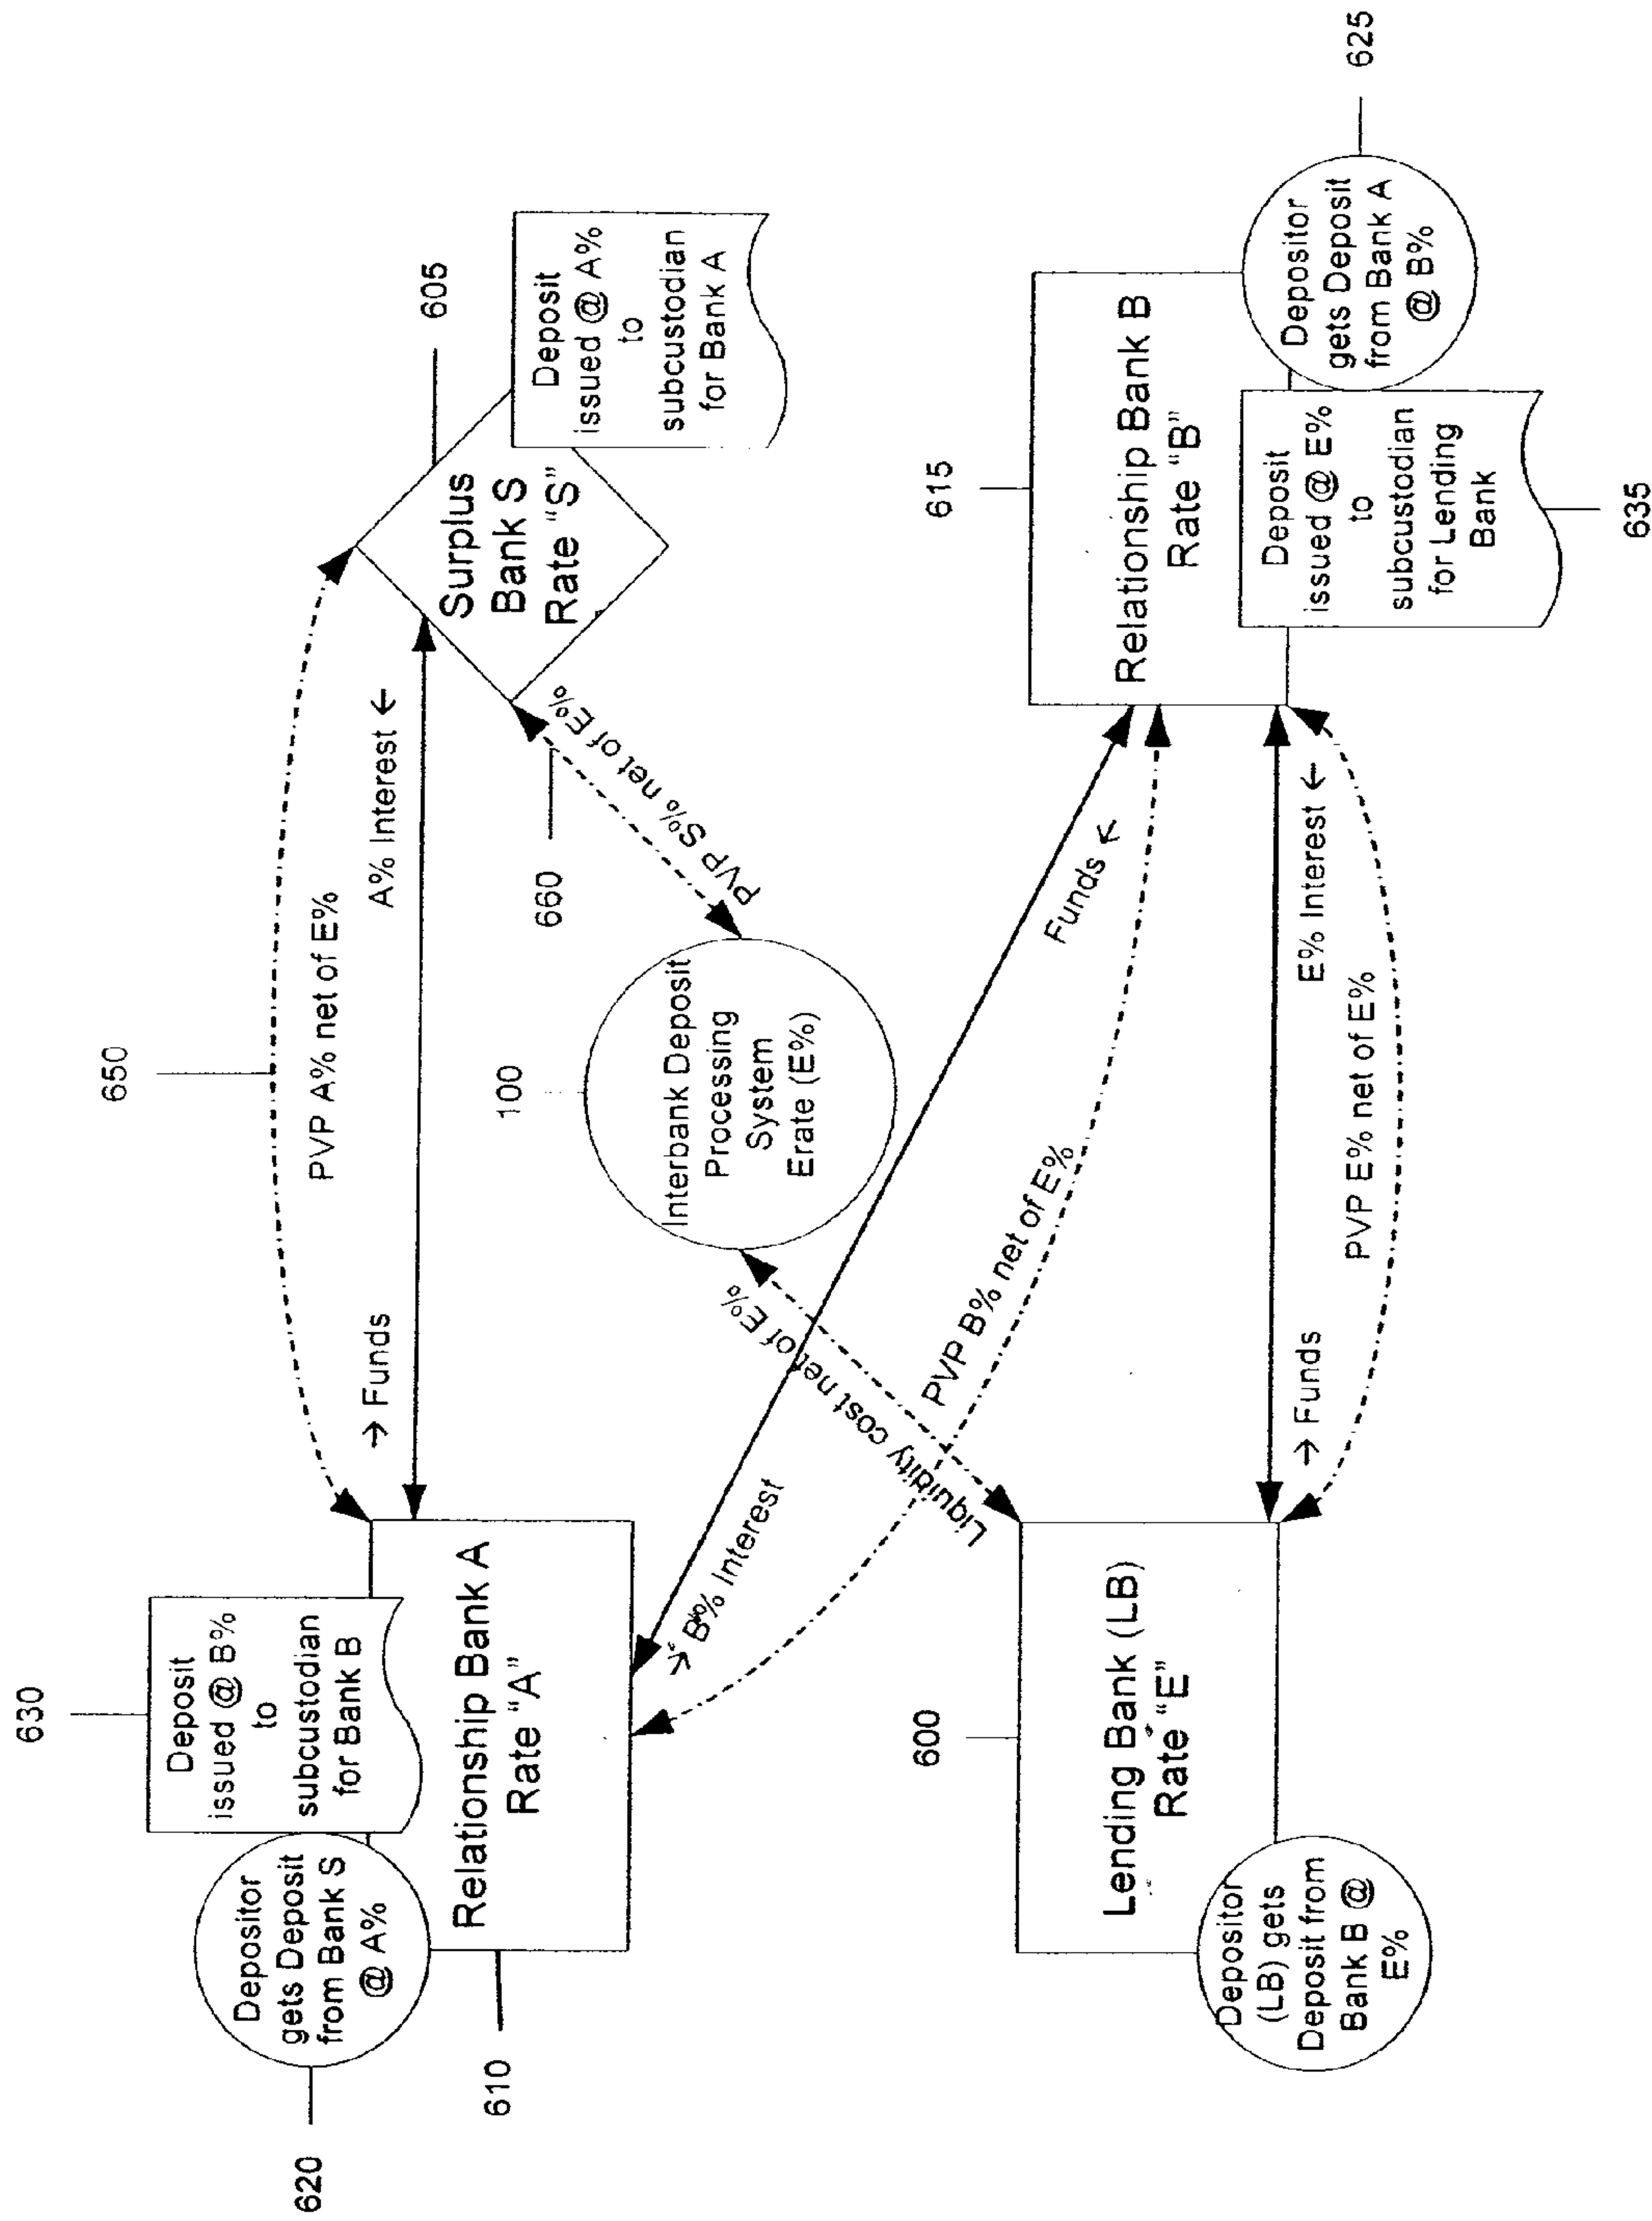 630
Deposit
issued @ B%
to
subcustodian
for Bank B
Depositor
gets Deposit
from Bank S
@ A%
620
Relationship Bank A
Rate "A"
610
650
PVP A% net of E%
→ Funds
A% Interest ←
605
Surplus
Bank S
Rate "S"
Deposit
issued @ A%
to
subcustodian
for Bank A
660
PVP S% net of E%
100
Interbank Deposit
Processing
System
Erate (E%)
Liquidity cost net of E%
← B% Interest
Funds ←
PVP B% net of E%
600
Lending Bank (LB)
Rate "E"
Depositor
(LB) gets
Deposit from
Bank B @
E%
→ Funds
E% Interest ←
PVP E% net of E%
615
Relationship Bank B
Rate "B"
Deposit
issued @ E%
to
subcustodian
for Lending
Bank
635
Depositor
gets Deposit
from Bank A
@ B%
625